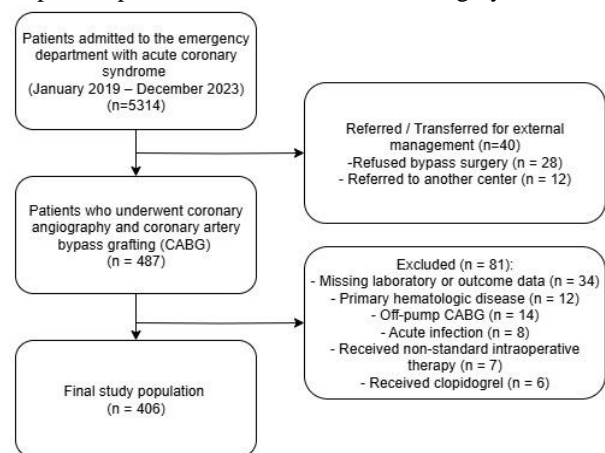 Patients admitted to the emergency
department with acute coronary
syndrome
(January 2019 – December 2023)
(n=5314)
Referred / Transferred for external
management (n=40)
-Refused bypass surgery (n = 28)
- Referred to another center (n = 12)
Patients who underwent coronary
angiography and coronary artery
bypass grafting (CABG)
(n = 487)
Excluded (n = 81):
- Missing laboratory or outcome data (n = 34)
- Primary hematologic disease (n = 12)
- Off-pump CABG (n = 14)
- Acute infection (n = 8)
- Received non-standard intraoperative
therapy (n = 7)
- Received clopidogrel (n = 6)
Final study population
(n = 406)